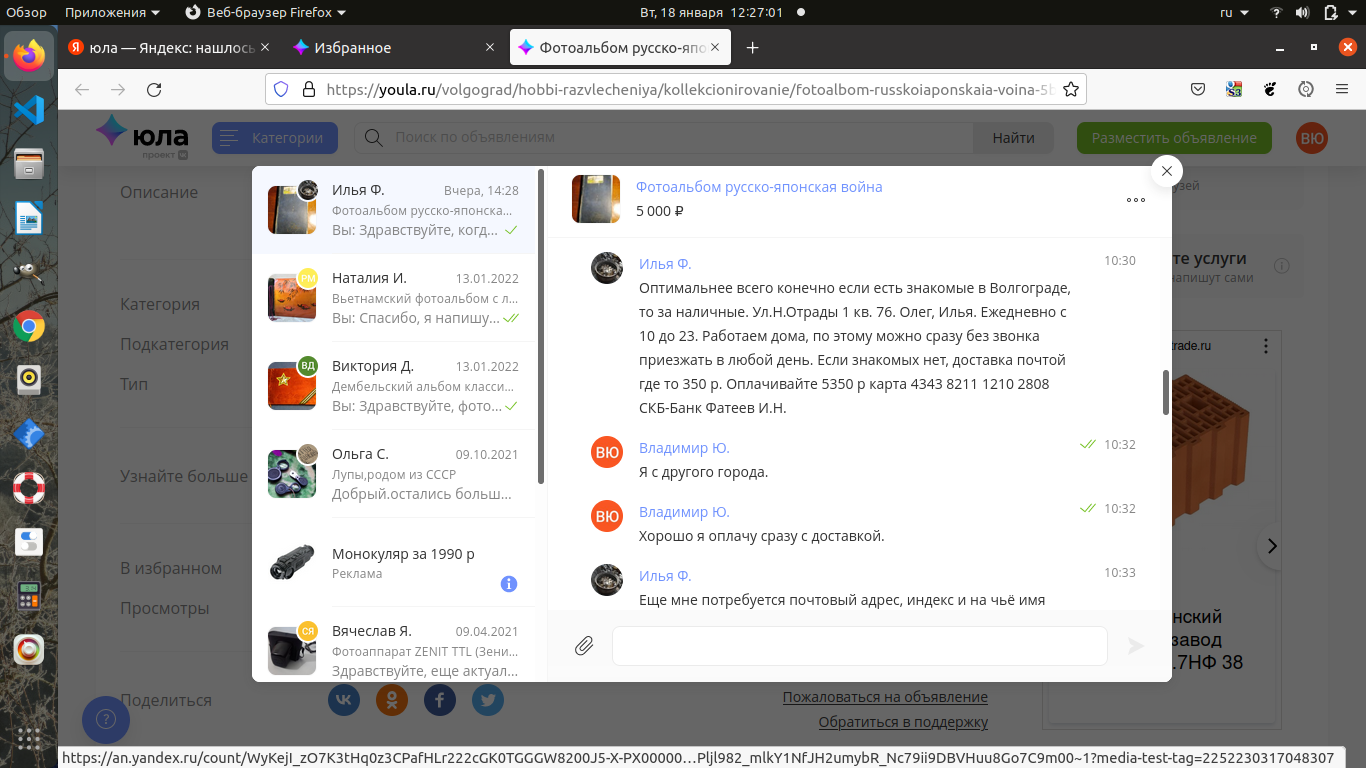 Обзор Приложения Веб-браузер Firefox Вт, 18 января 12:27:01 ru
юла — Яндекс: нашлось
Избранное
Фотоальбом русско-япо
https://youla.ru/volgograd/hobbi-razvlecheniya/kollekcionirovanie/fotoalbom-russkoiaponskaia-voina-5b
юла
проект
Категории
Поиск по объявлениям
Найти
Разместить объявление
ВЮ
Описание
Категория
Подкатегория
Тип
Узнать больше
В избранном
Просмотры
Поделиться
Илья Ф. Вчера, 14:28
Фотоальбом русско-японска...
Вы: Здравствуйте, когд...
РМ
Наталия И. 13.01.2022
Вьетнамский фотоальбом с л...
Вы: Спасибо, я напишу...
ВД
Виктория Д. 13.01.2022
Дембельский альбом класси...
Вы: Здравствуйте, фото...
Ольга С. 09.10.2021
Лупы,родом из СССР
Добрый.остались больш...
Монокуляр за 1990 р
Реклама
СЯ
Вячеслав Я. 09.04.2021
Фотоаппарат ZENIT TTL (Зени...
Здравствуйте, еще актуал...
Фотоальбом русско-японская война
5 000 ₽
Илья Ф. 10:30
Оптимальнее всего конечно если есть знакомые в Волгограде,
то за наличные. Ул.Н.Отрады 1 кв. 76. Олег, Илья. Ежедневно с
10 до 23. Работаем дома, по этому можно сразу без звонка
приезжать в любой день. Если знакомых нет, доставка почтой
где то 350 р. Оплачивайте 5350 р карта 4343 8211 1210 2808
СКБ-Банк Фатеев И.Н.
ВЮ
Владимир Ю. 10:32
Я с другого города.
ВЮ
Владимир Ю. 10:32
Хорошо я оплачу сразу с доставкой.
Илья Ф. 10:33
Еще мне потребуется почтовый адрес, индекс и на чьё имя
узей
те услуги
напишут сами
trade.ru
нский
завод
.7НФ 38
Пожаловаться на объявление
Обратиться в поддержку
https://an.yandex.ru/count/WyKejI_zO7K3tHq0z3CPafHLr222cGK0TGGGW8200J5-X-PX00000…Pljl982_mlkY1NfJH2umybR_Nc79ii9DBVHuu8Go7C9m00~1?media-test-tag=2252230317048307